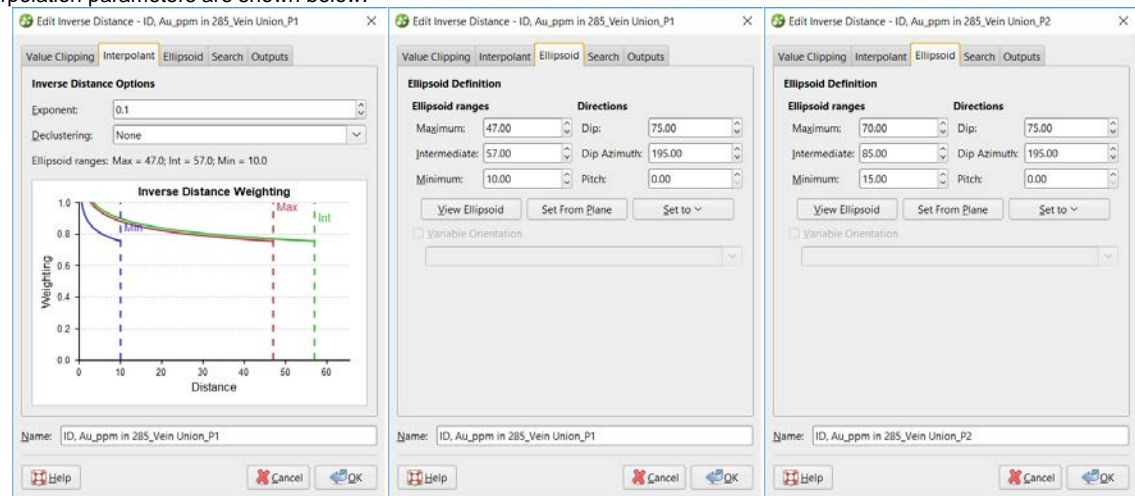 polation parameters are shown below.
Edit Inverse Distance - ID, Au_ppm in 285_Vein Union_P1
Value Clipping Interpolant Ellipsoid Search Outputs
Inverse Distance Options
Exponent: 0.1
Declustering: None
Ellipsoid ranges: Max = 47.0; Int = 57.0; Min = 10.0
Inverse Distance Weighting
Max
Int
Min
Weighting
1.0
0.8
0.6
0.4
0.2
0.0
0 10 20 30 40 50 60
Distance
Name: ID, Au_ppm in 285_Vein Union_P1
Help Cancel OK
Edit Inverse Distance - ID, Au_ppm in 285_Vein Union_P1
Value Clipping Interpolant Ellipsoid Search Outputs
Ellipsoid Definition
Ellipsoid ranges Directions
Maximum: 47.00 Dip: 75.00
Intermediate: 57.00 Dip Azimuth: 195.00
Minimum: 10.00 Pitch: 0.00
View Ellipsoid Set From Plane Set to
Variable Orientation
Name: ID, Au_ppm in 285_Vein Union_P1
Help Cancel OK
Edit Inverse Distance - ID, Au_ppm in 285_Vein Union_P2
Value Clipping Interpolant Ellipsoid Search Outputs
Ellipsoid Definition
Ellipsoid ranges Directions
Maximum: 70.00 Dip: 75.00
Intermediate: 85.00 Dip Azimuth: 195.00
Minimum: 15.00 Pitch: 0.00
View Ellipsoid Set From Plane Set to
Variable Orientation
Name: ID, Au_ppm in 285_Vein Union_P2
Help Cancel OK